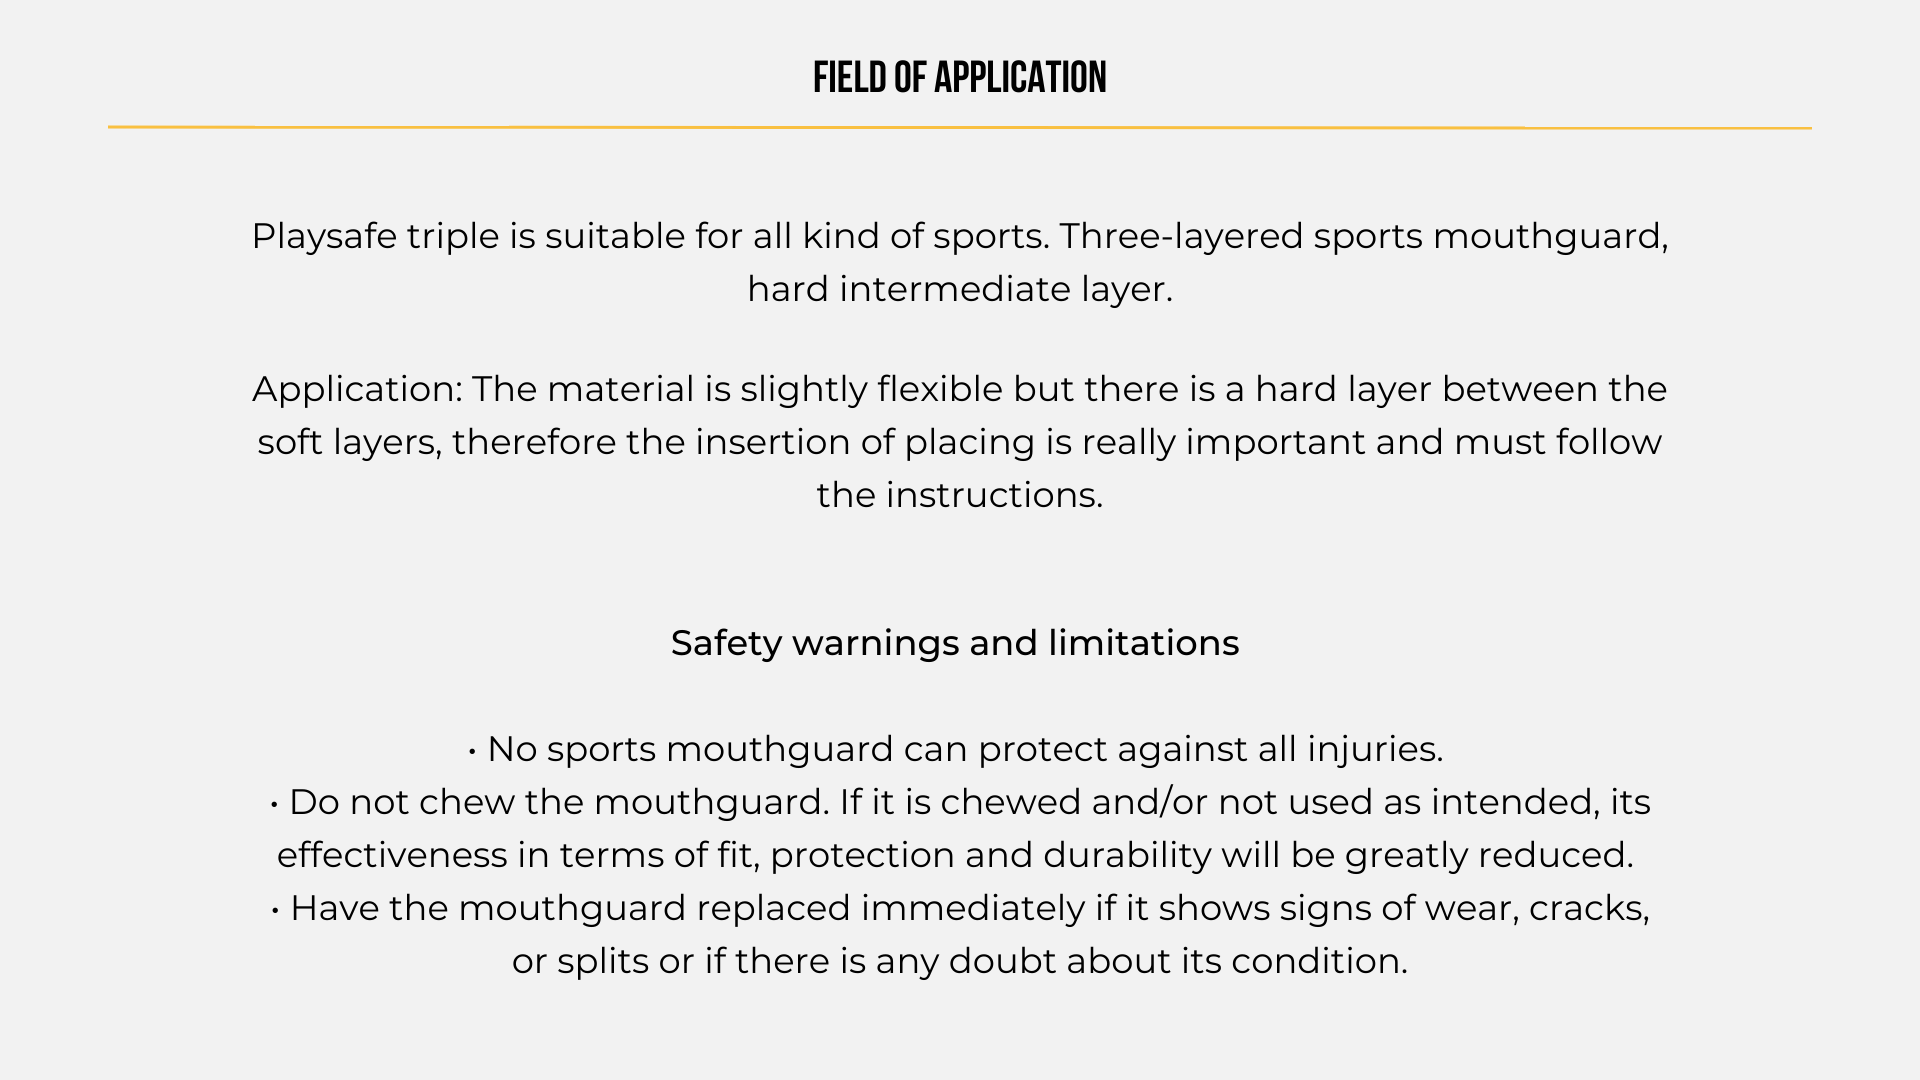 FIELD OF APPLICATION
Playsafe triple is suitable for all kind of sports. Three-layered sports mouthguard,
hard intermediate layer.
Application: The material is slightly flexible but there is a hard layer between the
soft layers, therefore the insertion of placing is really important and must follow
the instructions.
Safety warnings and limitations
• No sports mouthguard can protect against all injuries.
• Do not chew the mouthguard. If it is chewed and/or not used as intended, its
effectiveness in terms of fit, protection and durability will be greatly reduced.
• Have the mouthguard replaced immediately if it shows signs of wear, cracks,
or splits or if there is any doubt about its condition.